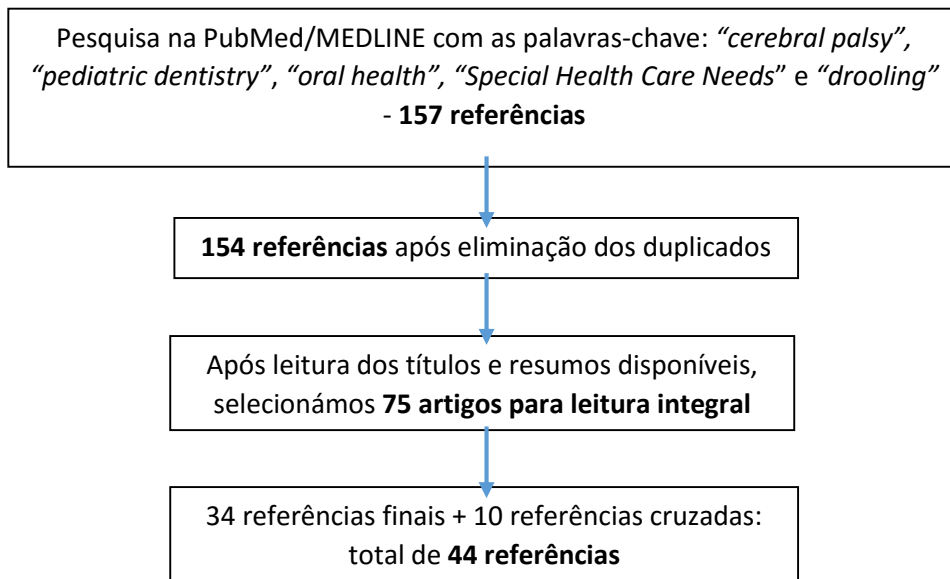 Pesquisa na PubMed/MEDLINE com as palavras-chave: “cerebral palsy”,
“pediatric dentistry”, “oral health”, “Special Health Care Needs” e “drooling”
- 157 referências
154 referências após eliminação dos duplicados
Após leitura dos títulos e resumos disponíveis,
selecionámos 75 artigos para leitura integral
34 referências finais + 10 referências cruzadas:
total de 44 referências